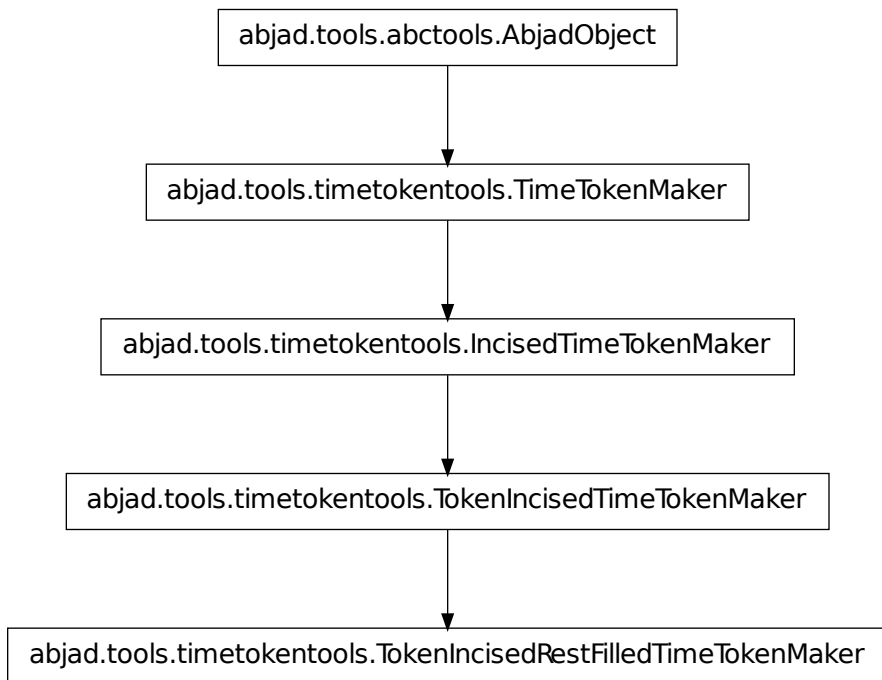 abjad.tools.abctools.AbjadObject
abjad.tools.timetokentools.TimeTokenMaker
abjad.tools.timetokentools.IncisedTimeTokenMaker
abjad.tools.timetokentools.TokenIncisedTimeTokenMaker
abjad.tools.timetokentools.TokenIncisedRestFilledTimeTokenMaker